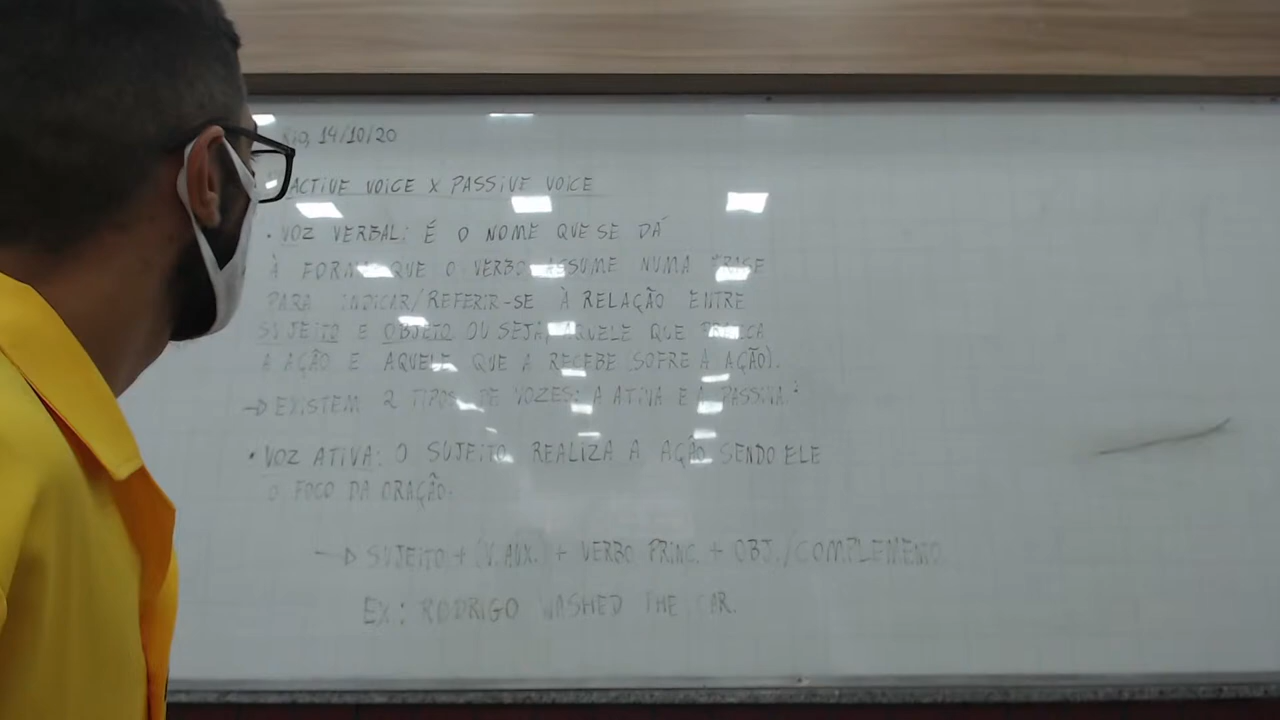 Rio, 14/10/20
ACTIVE VOICE X PASSIVE VOICE
• VOZ VERBAL: É O NOME QUE SE DÁ
À FORMA QUE O VERBO ASSUME NUMA FRASE
PARA INDICAR/REFERIR-SE À RELAÇÃO ENTRE
SUJEITO E OBJETO OU SEJA, AQUELE QUE PRATICA
A AÇÃO E AQUELE QUE A RECEBE (SOFRE A AÇÃO).
→ EXISTEM 2 TIPOS DE VOZES: A ATIVA E A PASSIVA:
• VOZ ATIVA: O SUJEITO REALIZA A AÇÃO SENDO ELE
O FOCO DA ORAÇÃO.
→ SUJEITO + (V. AUX.) + VERBO PRINC. + OBJ./COMPLEMENTO
EX.: RODRIGO WASHED THE CAR.